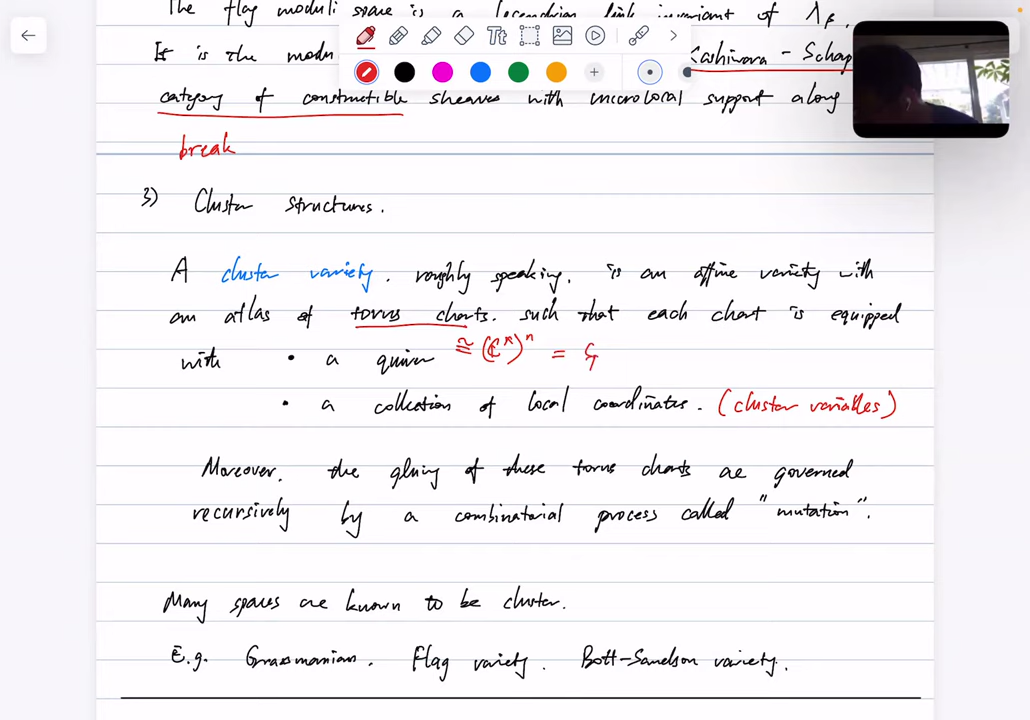 The flag moduli space is a Legendrian link invariant of Λβ.
It is the modu Kashiwara - Schap
category of constructible sheaves with microlocal support along
break
3) Cluster structures.
A cluster variety, roughly speaking, is an affine variety with
an atlas of torus charts, such that each chart is equipped
with • a quiver ≅ (ℂ^×)^n =
• a collection of local coordinates. (cluster variables)
Moreover, the gluing of these torus charts are governed
recursively by a combinatorial process called "mutation".
Many spaces are known to be cluster.
E.g. Grassmannian, Flag variety, Bott-Samelson variety.
Tt